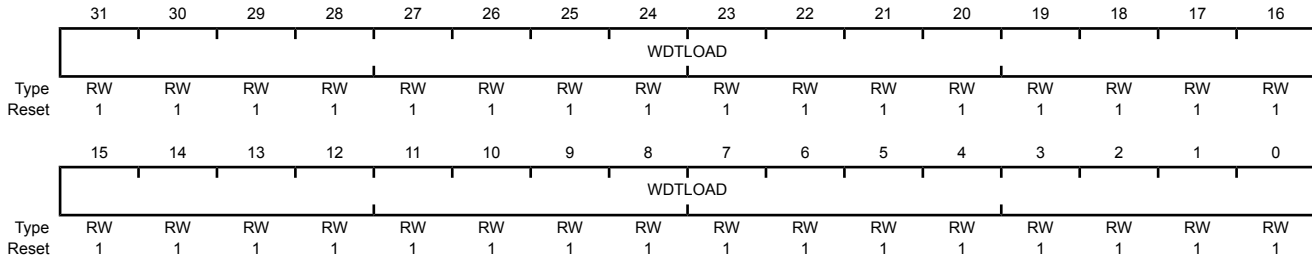 31 30 29 28 27 26 25 24 23 22 21 20 19 18 17 16
WDTLOAD
Type RW RW RW RW RW RW RW RW RW RW RW RW RW RW RW RW
Reset 1 1 1 1 1 1 1 1 1 1 1 1 1 1 1 1
15 14 13 12 11 10 9 8 7 6 5 4 3 2 1 0
WDTLOAD
Type RW RW RW RW RW RW RW RW RW RW RW RW RW RW RW RW
Reset 1 1 1 1 1 1 1 1 1 1 1 1 1 1 1 1